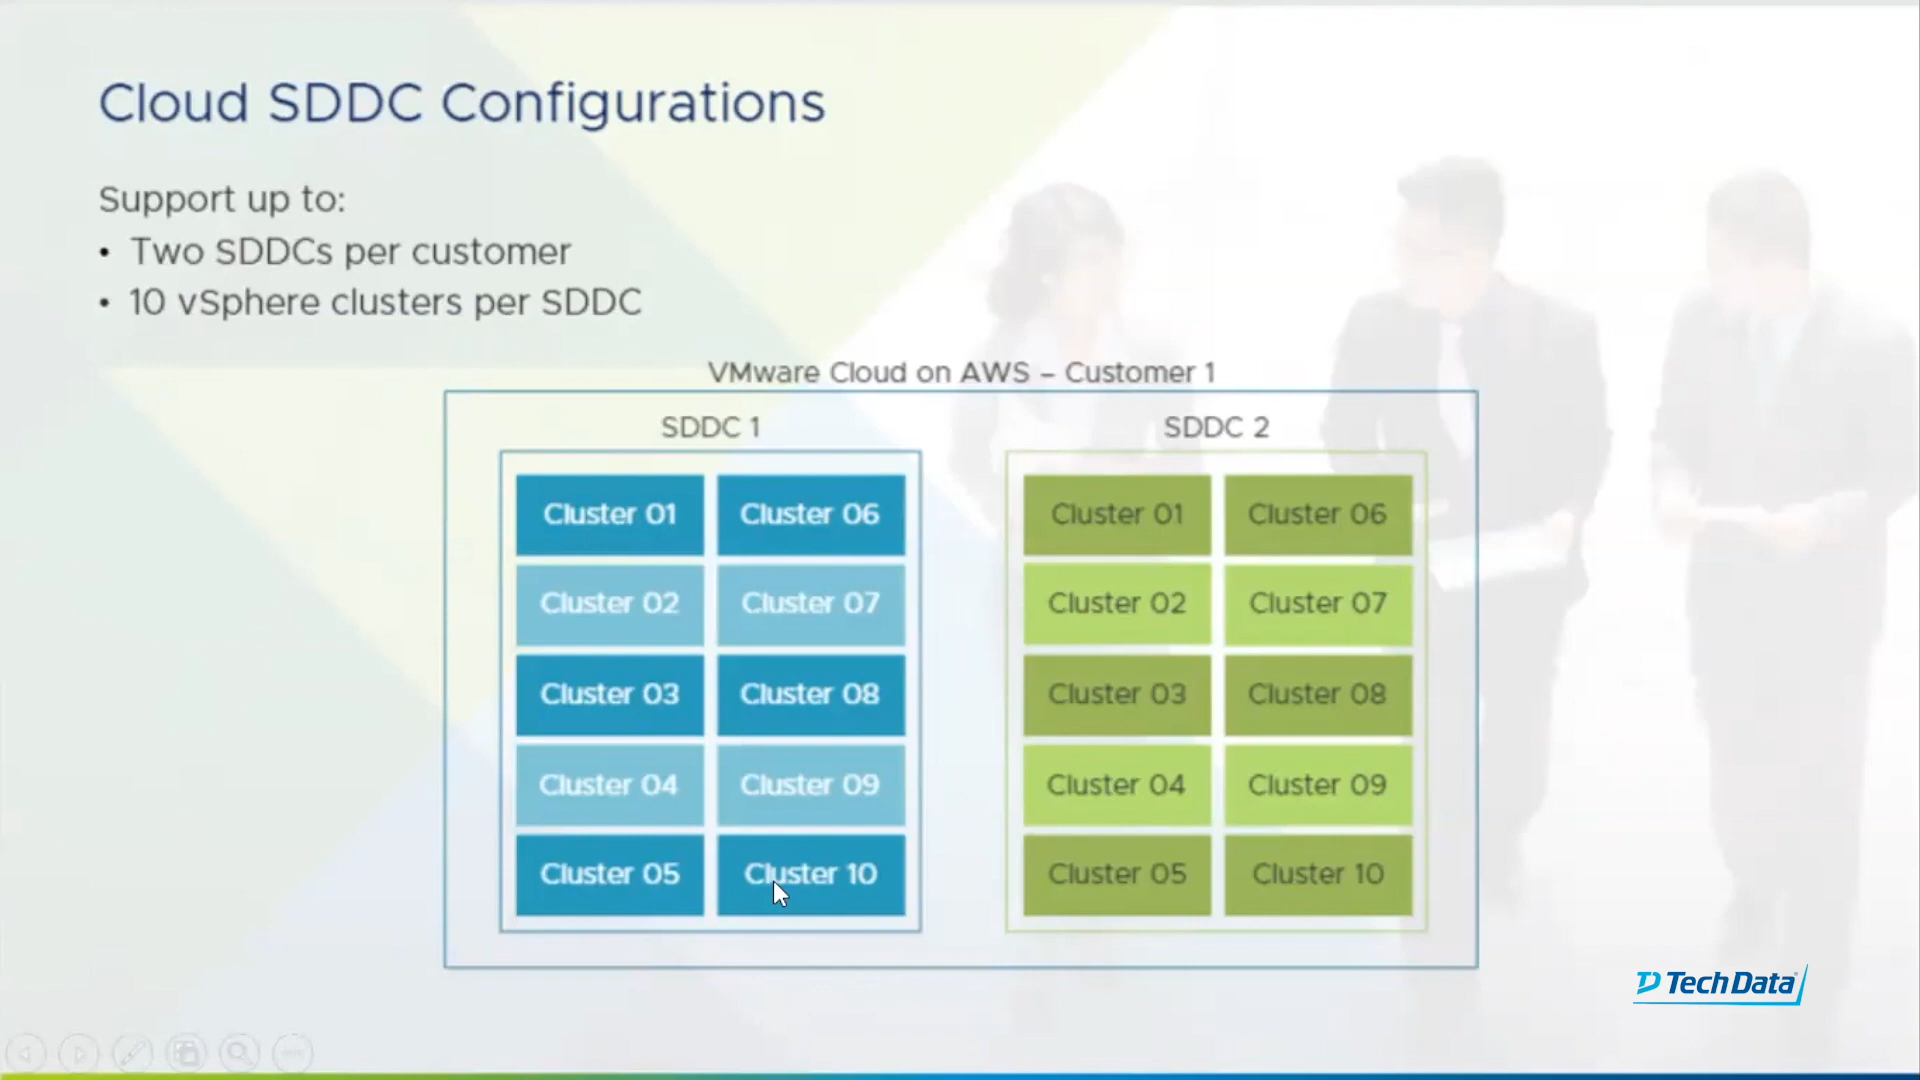 Cloud SDDC Configurations
Support up to:
• Two SDDCs per customer
• 10 vSphere clusters per SDDC
VMware Cloud on AWS – Customer 1
SDDC 1
Cluster 01 Cluster 06
Cluster 02 Cluster 07
Cluster 03 Cluster 08
Cluster 04 Cluster 09
Cluster 05 Cluster 10
SDDC 2
Cluster 01 Cluster 06
Cluster 02 Cluster 07
Cluster 03 Cluster 08
Cluster 04 Cluster 09
Cluster 05 Cluster 10
TD Tech Data